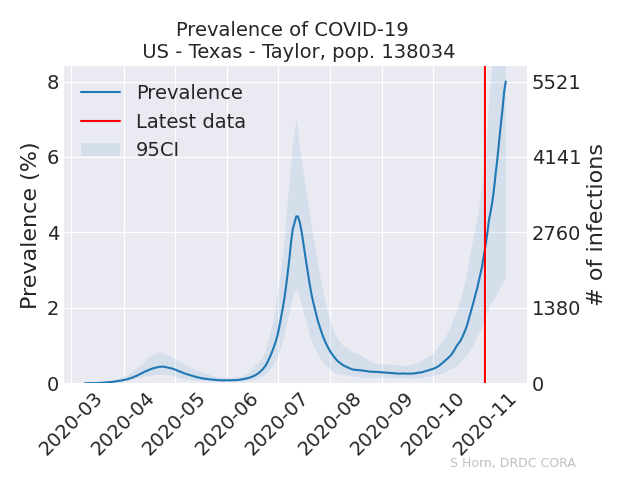 Prevalence of COVID-19
US - Texas - Taylor, pop. 138034
Prevalence
Latest data
95CI
Prevalence (%)
8
6
4
2
0
5521
4141
2760
1380
0
# of infections
2020-03
2020-04
2020-05
2020-06
2020-07
2020-08
2020-09
2020-10
2020-11
S Horn, DRDC CORA